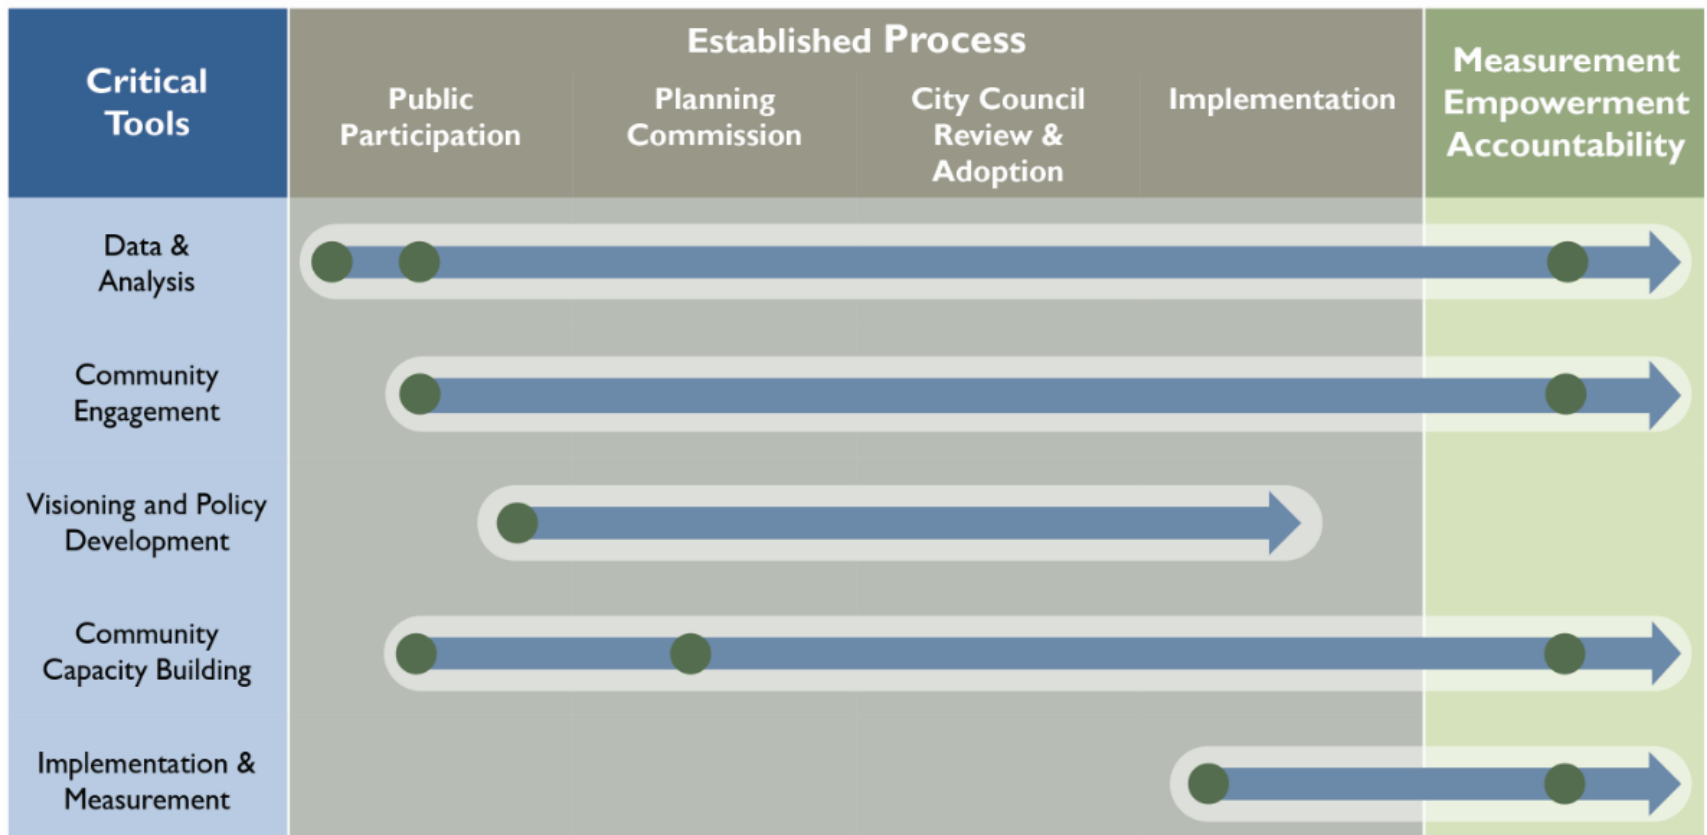 Critical
Tools
Established Process
Public
Participation
Planning
Commission
City Council
Review &
Adoption
Implementation
Measurement
Empowerment
Accountability
Data &
Analysis
Community
Engagement
Visioning and Policy
Development
Community
Capacity Building
Implementation &
Measurement